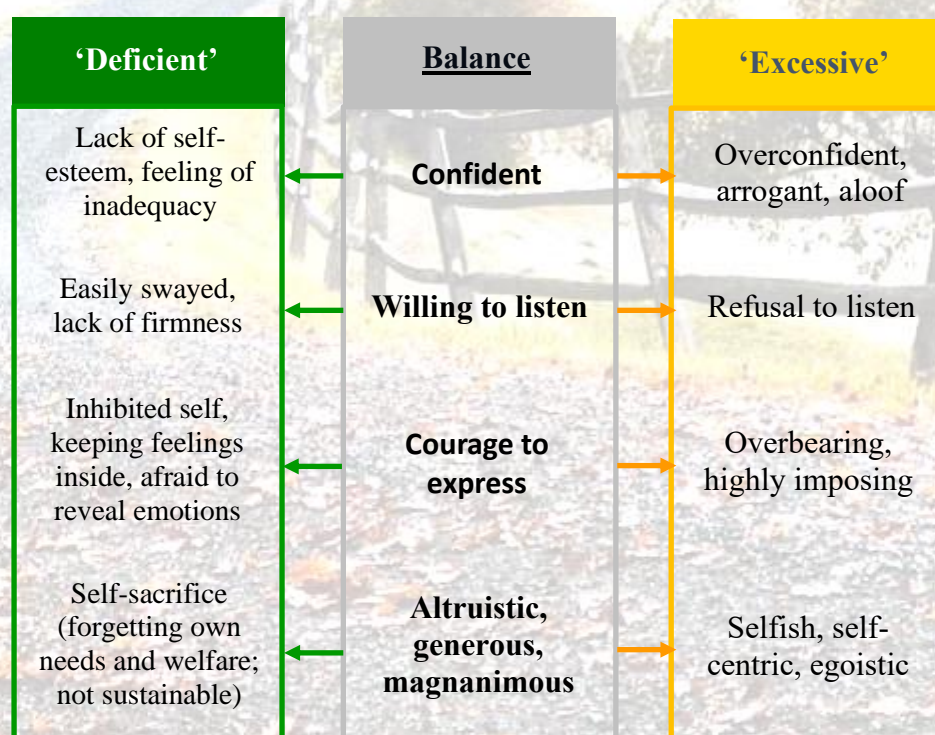 ‘Deficient’
Balance
‘Excessive’
Lack of self-
esteem, feeling of
inadequacy
Confident
Overconfident,
arrogant, aloof
Easily swayed,
lack of firmness
Willing to listen
Refusal to listen
Inhibited self,
keeping feelings
inside, afraid to
reveal emotions
Courage to
express
Overbearing,
highly imposing
Self-sacrifice
(forgetting own
needs and welfare;
not sustainable)
Altruistic,
generous,
magnanimous
Selfish, self-
centric, egoistic